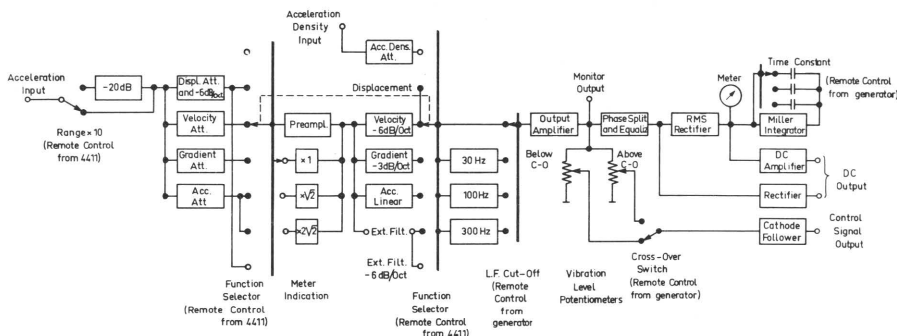 Acceleration
Density
Input
Acc. Dens.
Att.
Acceleration
Input
-20dB
Range×10
(Remote Control
from 4411)
Displ. Att.
and -6dB/oct.
Velocity
Att.
Gradient
Att.
Acc.
Att
Function
Selector
(Remote Control
from 4411)
Displacement
Preampl.
×1
×√2
×2√2
Meter
Indication
Velocity
-6dB/Oct
Gradient
-3dB/Oct
Acc.
Linear
Ext. Filt.
Ext. Filt.
-6dB/Oct
Function
Selector
(Remote Control
from 4411)
30 Hz
100Hz
300 Hz
L.F. Cut-Off
(Remote
Control
from
generator)
Monitor
Output
Output
Amplifier
Below
C-O
Above
C-O
Vibration
Level
Potentiometers
Phase Split
and Equaliz
RMS
Rectifier
Meter
Time Constant
(Remote Control
from generator)
Miller
Integrator
DC
Amplifier
Rectifier
DC
Output
Cathode
Follower
Control
Signal
Output
Cross-Over
Switch
(Remote Control
from generator)